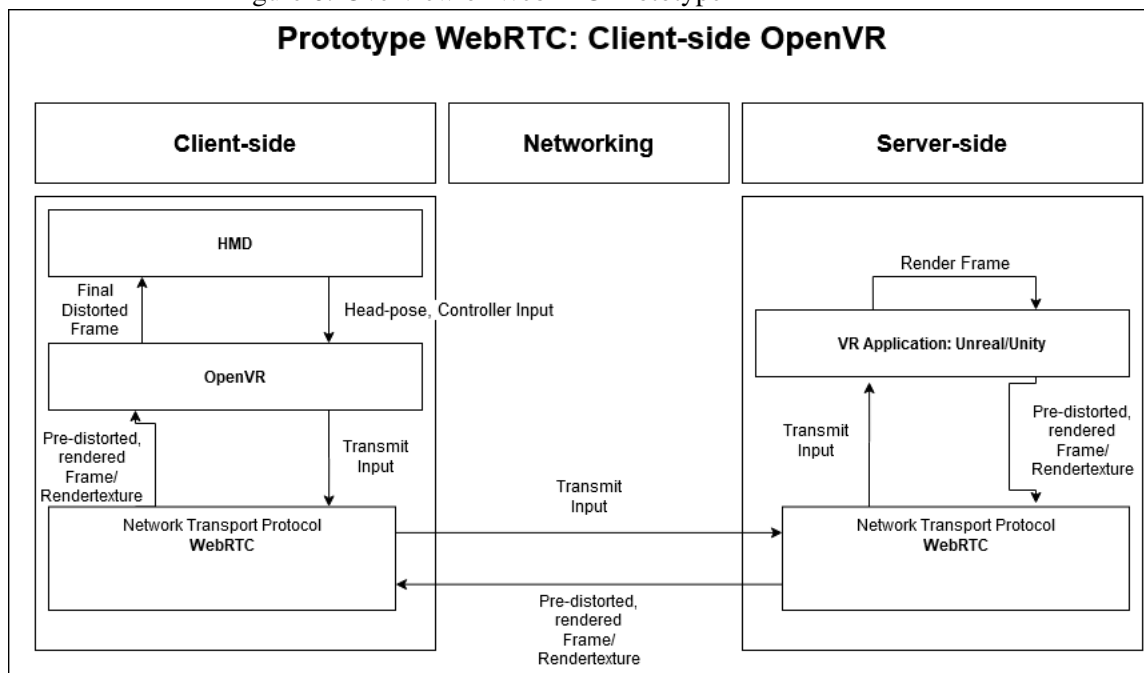 Prototype WebRTC: Client-side OpenVR
Client-side
Networking
Server-side
HMD
Final
Distorted
Frame
Head-pose, Controller Input
OpenVR
Pre-distorted,
rendered
Frame/
Rendertexture
Transmit
Input
Network Transport Protocol
WebRTC
Transmit
Input
Pre-distorted,
rendered
Frame/
Rendertexture
Render Frame
VR Application: Unreal/Unity
Transmit
Input
Pre-distorted,
rendered
Frame/
Rendertexture
Network Transport Protocol
WebRTC